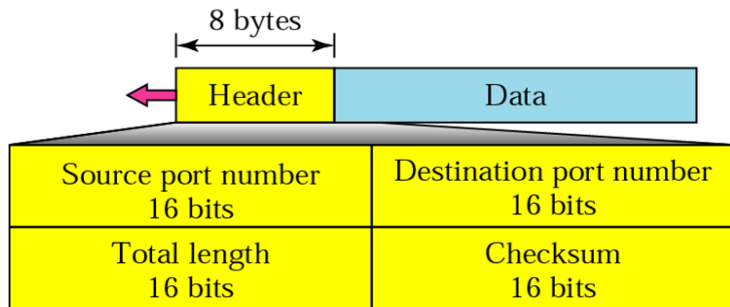 8 bytes
Header
Data
Source port number
16 bits
Destination port number
16 bits
Total length
16 bits
Checksum
16 bits